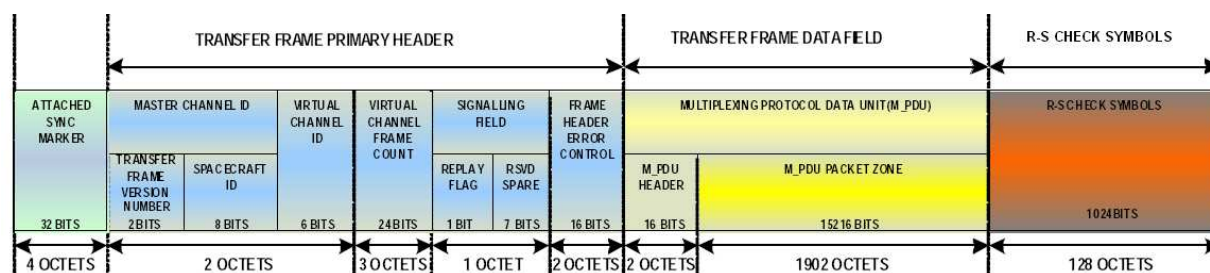 TRANSFER FRAME PRIMARY HEADER
TRANSFER FRAME DATA FIELD
R-S CHECK SYMBOLS
ATTACHED
SYNC
MARKER
32 BITS
MASTER CHANNEL ID
TRANSFER
FRAME
VERSION
NUMBER
2BITS
SPACECRAFT
ID
8 BITS
VIRTUAL
CHANNEL
ID
6 BITS
VIRTUAL
CHANNEL
FRAME
COUNT
24BITS
SIGNALLING
FIELD
REPLAY
FLAG
1 BIT
RSVD
SPARE
7 BITS
FRAME
HEADER
ERROR
CONTROL
16 BITS
MULTIPLEXING PROTOCOL DATA UNIT(M_PDU)
M_PDU
HEADER
16 BITS
M_PDU PACKET ZONE
15216 BITS
R-S CHECK SYMBOLS
1024BITS
4 OCTETS
2 OCTETS
3 OCTETS
1 OCTET
2 OCTETS
2 OCTETS
1902 OCTETS
128 OCTETS